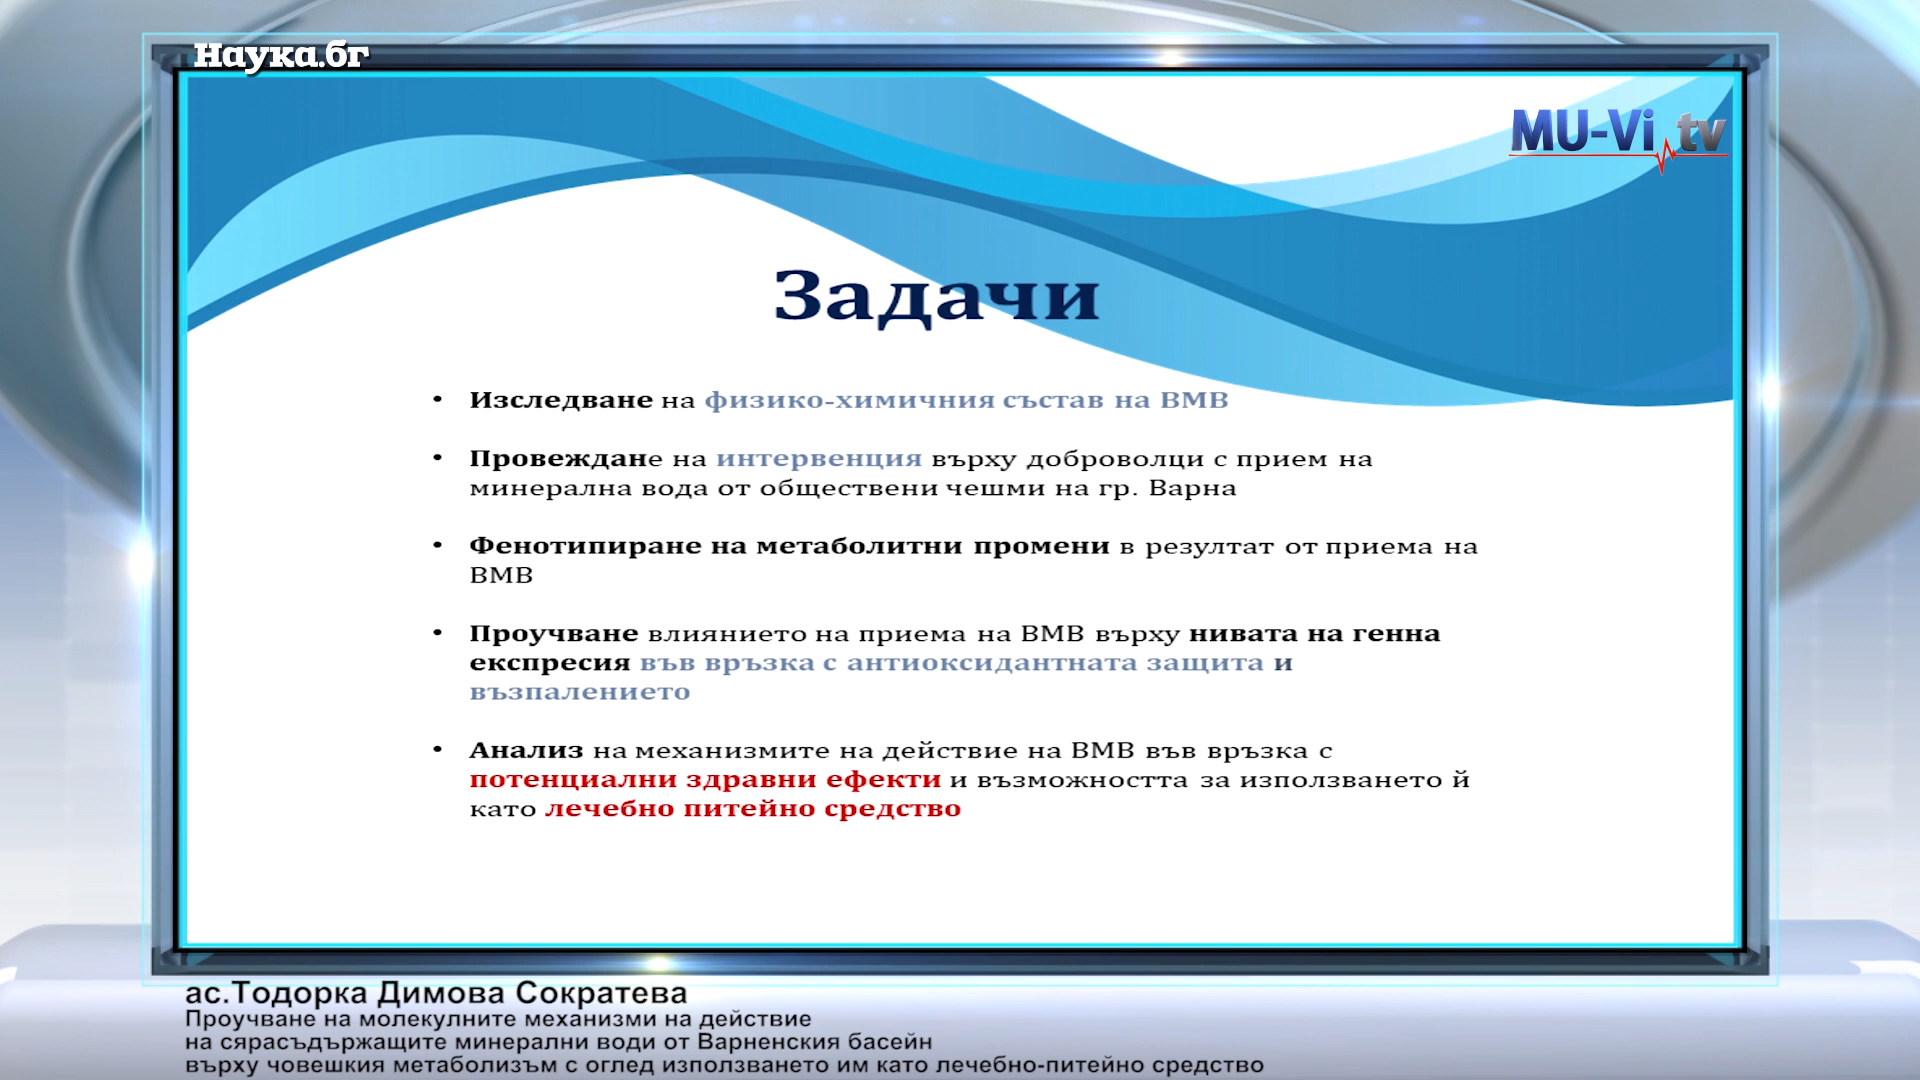 Наука.бг
MU-Vi.tv
Задачи
• Изследване на физико-химичния състав на ВМВ
• Провеждане на интервенция върху доброволци с прием на
минерална вода от обществени чешми на гр. Варна
• Фенотипиране на метаболитни промени в резултат от приема на
ВМВ
• Проучване влиянието на приема на ВМВ върху нивата на генна
експресия във връзка с антиоксидантната защита и
възпалението
• Анализ на механизмите на действие на ВМВ във връзка с
потенциални здравни ефекти и възможността за използването ѝ
като лечебно питейно средство
ас.Тодорка Димова Сократева
Проучване на молекулните механизми на действие
на сярасъдържащите минерални води от Варненския басейн
върху човешкия метаболизъм с оглед използването им като лечебно-питейно средство